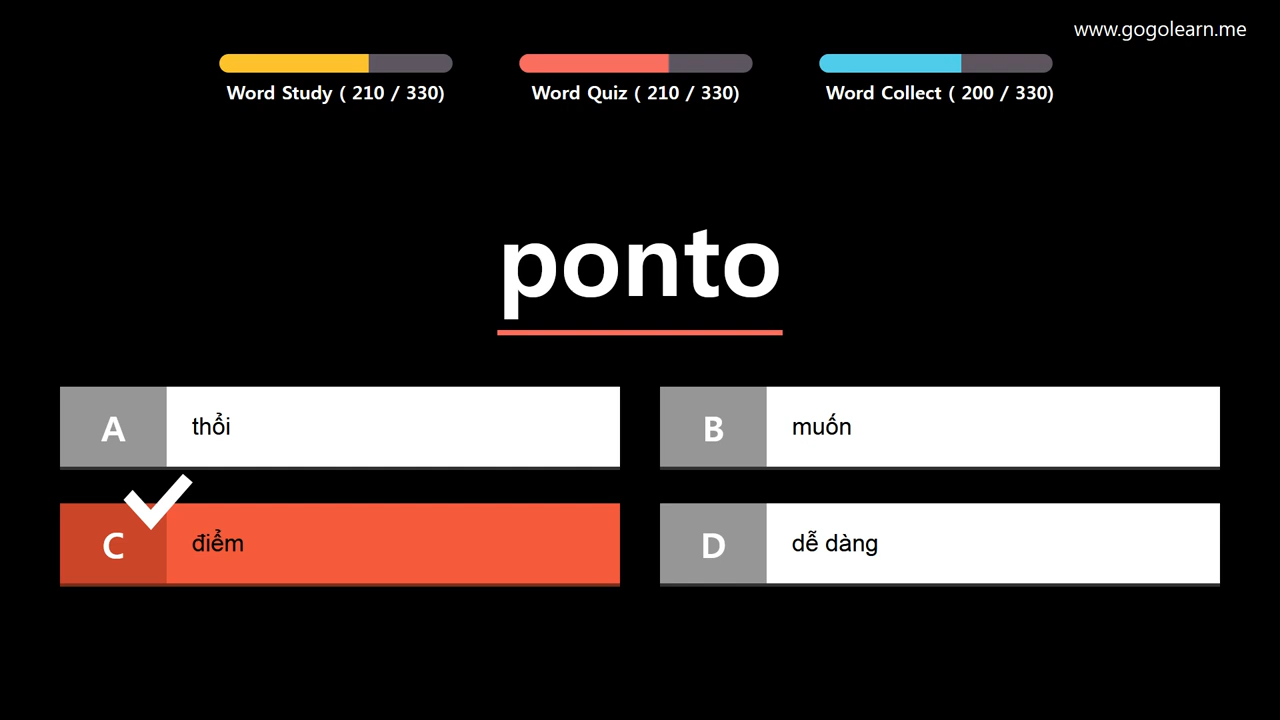 www.gogolearn.me
Word Study ( 210 / 330)
Word Quiz ( 210 / 330)
Word Collect ( 200 / 330)
ponto
A thổi
B muốn
C điểm
D dễ dàng